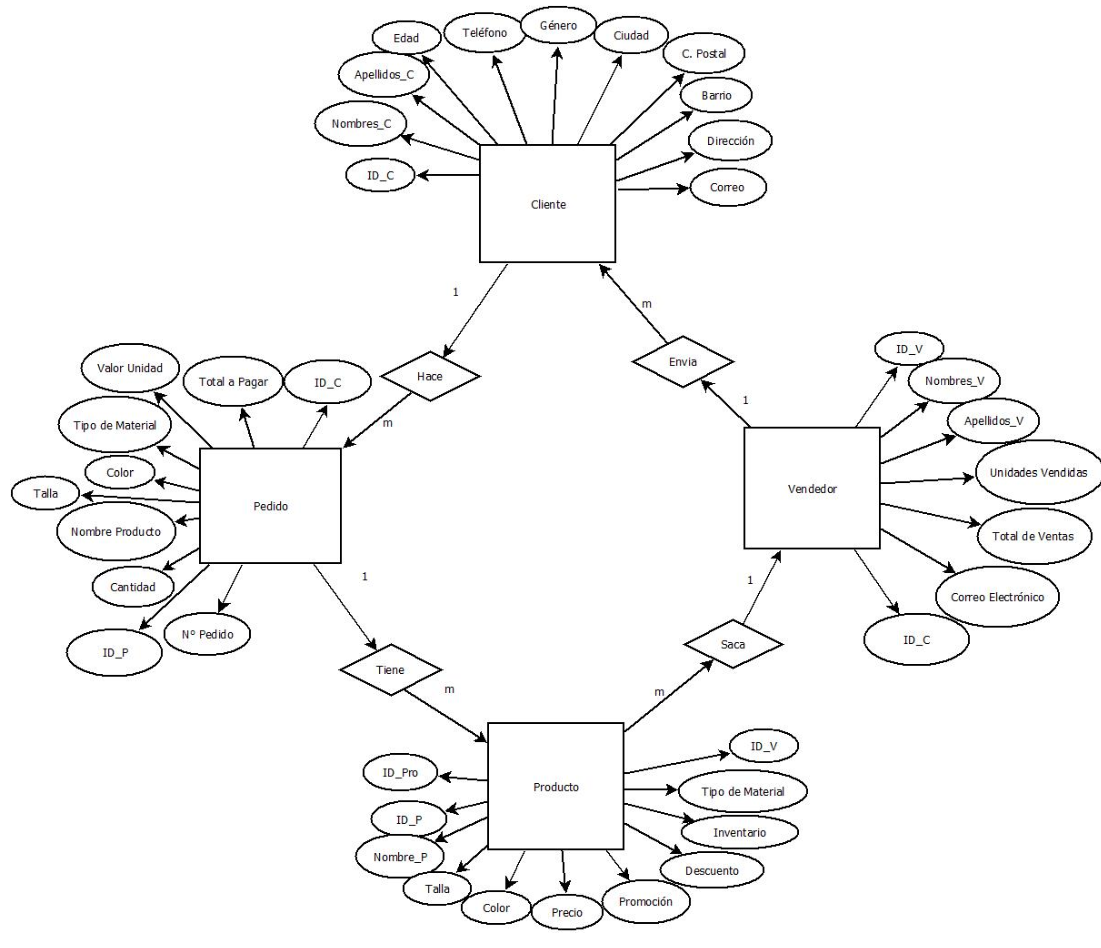 Género
Teléfono
Ciudad
Edad
C. Postal
Apellidos_C
Barrio
Nombres_C
Dirección
ID_C
Correo
Cliente
1
m
Hace
Envia
m
1
Valor Unidad
Total a Pagar
ID_C
Tipo de Material
Color
Talla
Nombre Producto
Cantidad
ID_P
Nº Pedido
Pedido
ID_V
Nombres_V
Apellidos_V
Unidades Vendidas
Total de Ventas
Correo Electrónico
ID_C
Vendedor
1
Tiene
m
1
Saca
m
ID_V
ID_Pro
Tipo de Material
Producto
ID_P
Inventario
Nombre_P
Descuento
Talla
Color
Precio
Promoción